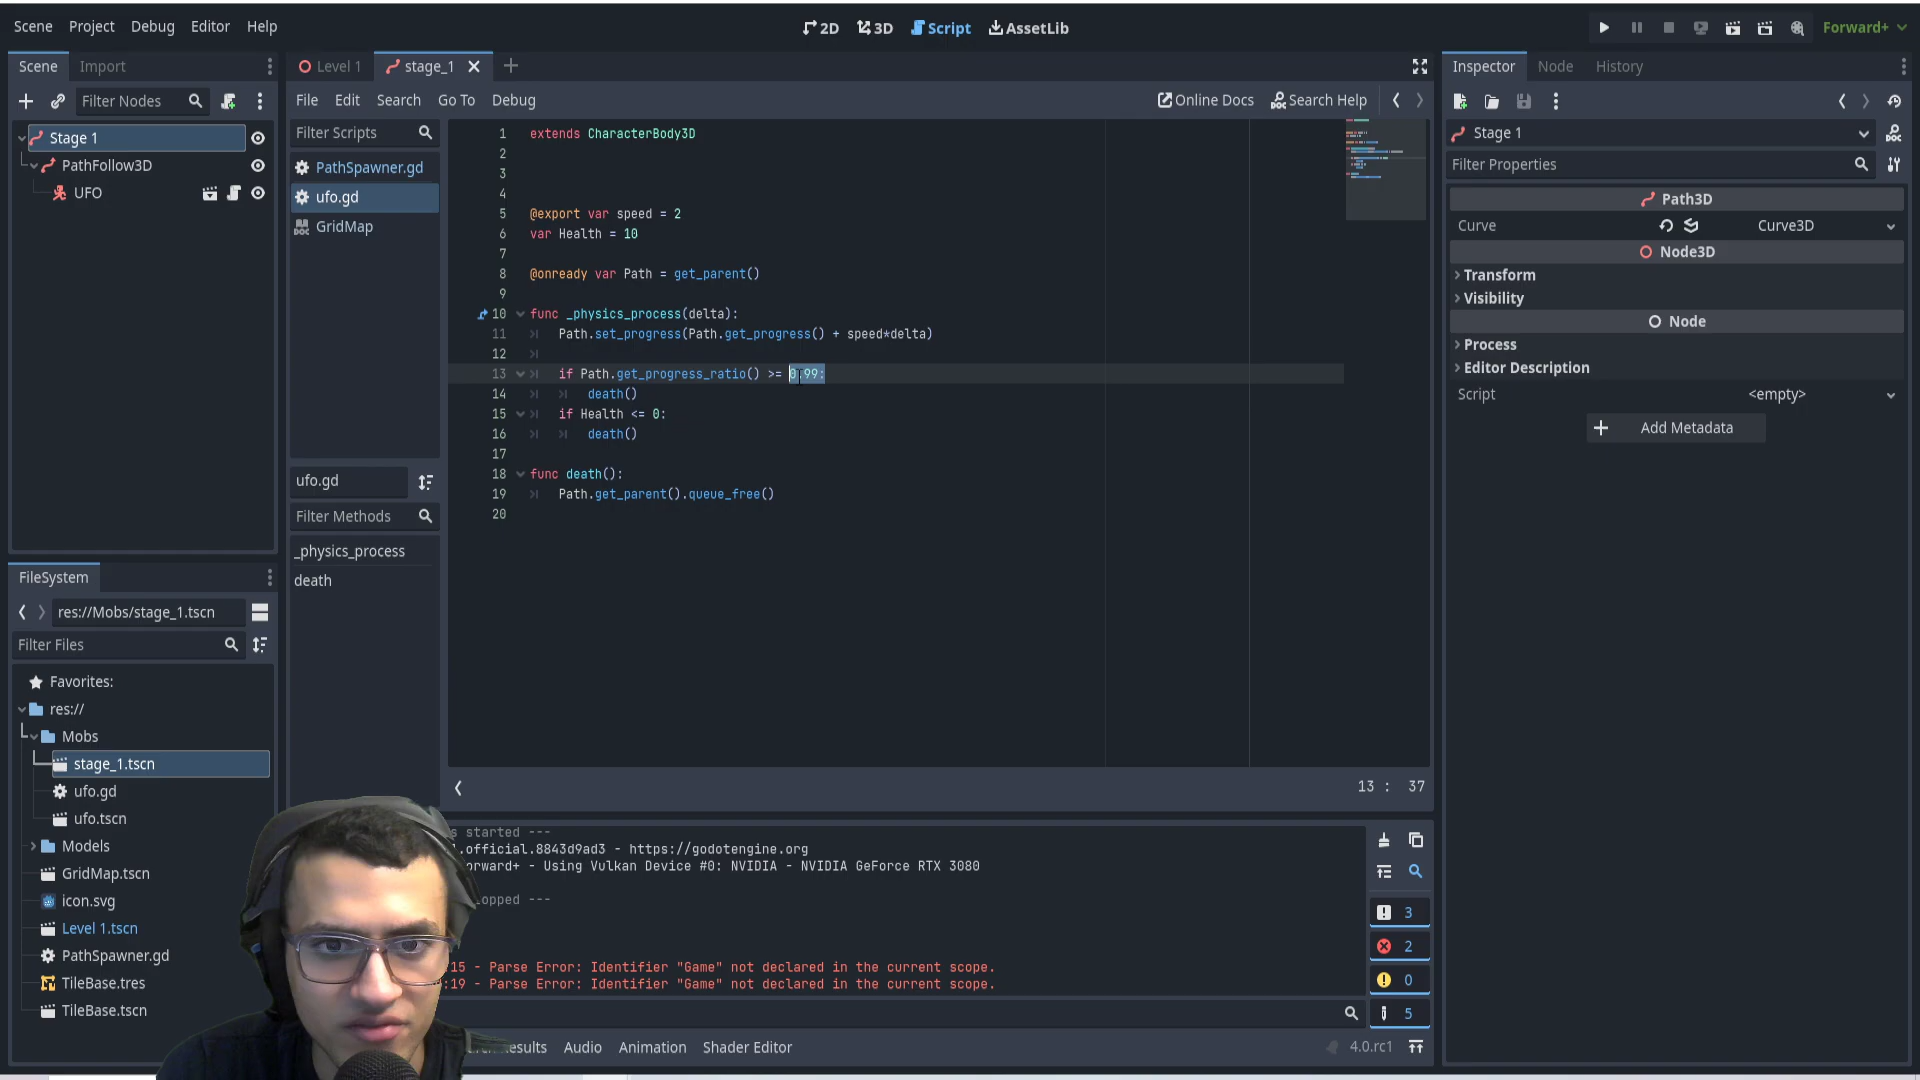 Scene Project Debug Editor Help
2D 3D Script AssetLib
Forward+
Scene Import
Filter Nodes
Stage 1
PathFollow3D
UFO
FileSystem
res://Mobs/stage_1.tscn
Filter Files
Favorites:
res://
Mobs
stage_1.tscn
ufo.gd
ufo.tscn
Models
GridMap.tscn
icon.svg
Level 1.tscn
PathSpawner.gd
TileBase.tres
TileBase.tscn
Level 1 stage_1
File Edit Search Go To Debug
Online Docs Search Help
Filter Scripts
PathSpawner.gd
ufo.gd
GridMap
ufo.gd
Filter Methods
_physics_process
death
1 extends CharacterBody3D
2
3
4
5 @export var speed = 2
6 var Health = 10
7
8 @onready var Path = get_parent()
9
10 func _physics_process(delta):
11 Path.set_progress(Path.get_progress() + speed*delta)
12
13 if Path.get_progress_ratio() >= 0.99:
14 death()
15 if Health <= 0:
16 death()
17
18 func death():
19 Path.get_parent().queue_free()
20
13 : 37
s started ---
l.official.8843d9ad3 - https://godotengine.org
orward+ - Using Vulkan Device #0: NVIDIA - NVIDIA GeForce RTX 3080
opped ---
15 - Parse Error: Identifier "Game" not declared in the current scope.
:19 - Parse Error: Identifier "Game" not declared in the current scope.
3
2
0
5
Audio Animation Shader Editor
4.0.rc1
Inspector Node History
Stage 1
Filter Properties
Path3D
Curve Curve3D
Node3D
Transform
Visibility
Node
Process
Editor Description
Script <empty>
Add Metadata